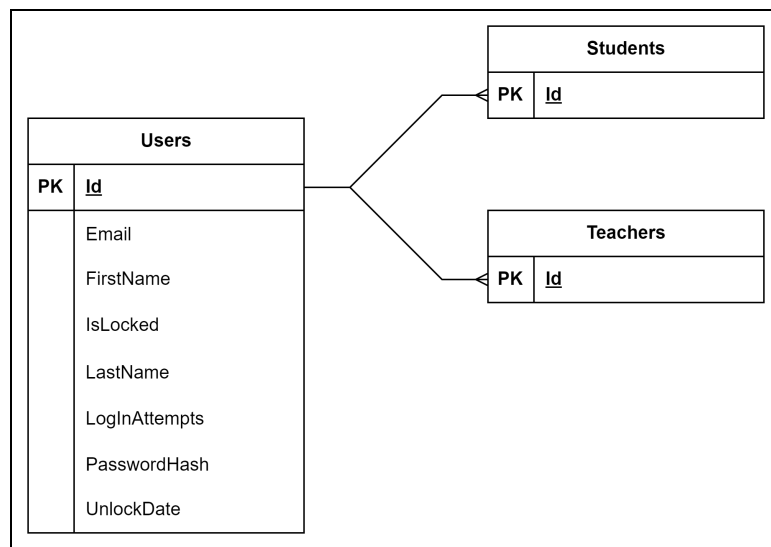 Users
PK Id
Email
FirstName
IsLocked
LastName
LogInAttempts
PasswordHash
UnlockDate
Students
PK Id
Teachers
PK Id